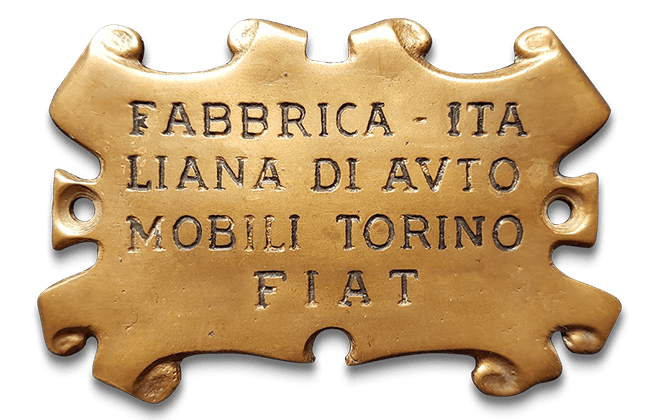 FABBRICA - ITA
LIANA DI AVTO
MOBILI TORINO
FIAT